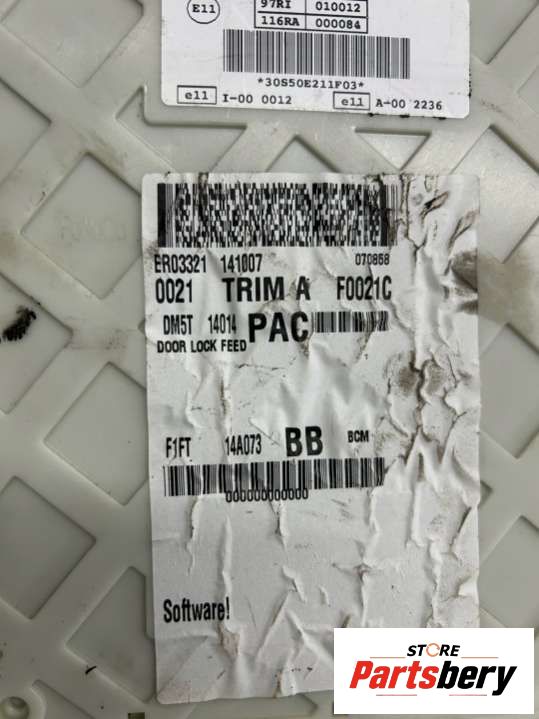 E11
97RI 010012
116RA 000084
*30S50E211F03*
e11 I-00 0012 e11 A-00 2236
ER03321 141007 070858
0021 TRIM A F0021C
DM5T 14014 PAC
DOOR LOCK FEED
F1FT 14A073 BB BCM
000000000000
Software!
STORE
Partsbery